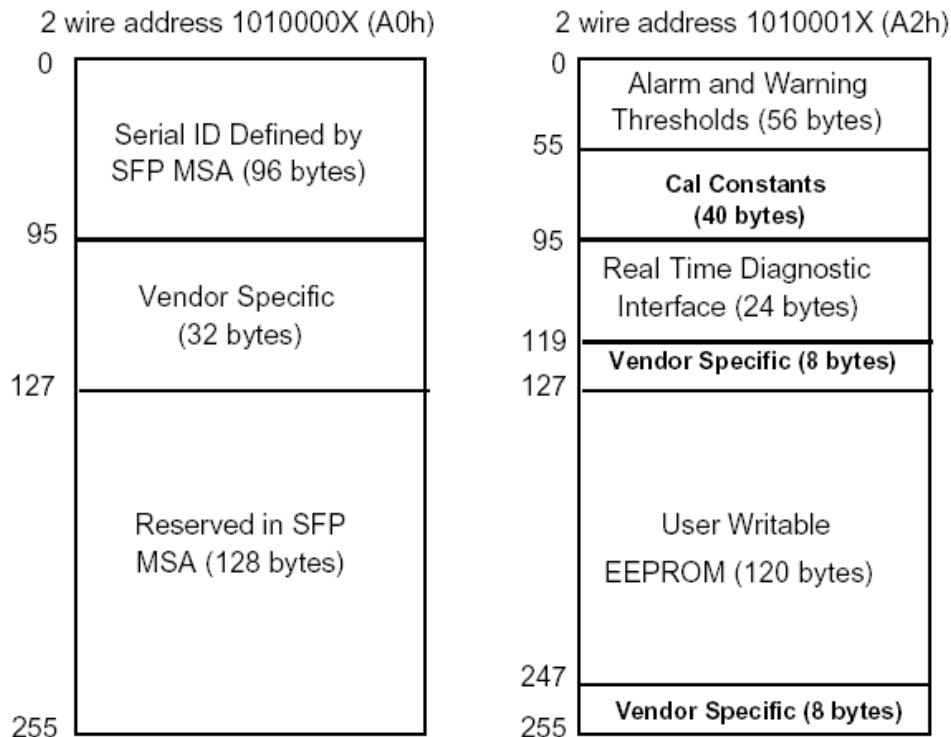 2 wire address 1010000X (A0h)
0
Serial ID Defined by
SFP MSA (96 bytes)
95
Vendor Specific
(32 bytes)
127
Reserved in SFP
MSA (128 bytes)
255
2 wire address 1010001X (A2h)
0
Alarm and Warning
Thresholds (56 bytes)
55
Cal Constants
(40 bytes)
95
Real Time Diagnostic
Interface (24 bytes)
119
Vendor Specific (8 bytes)
127
User Writable
EEPROM (120 bytes)
247
Vendor Specific (8 bytes)
255